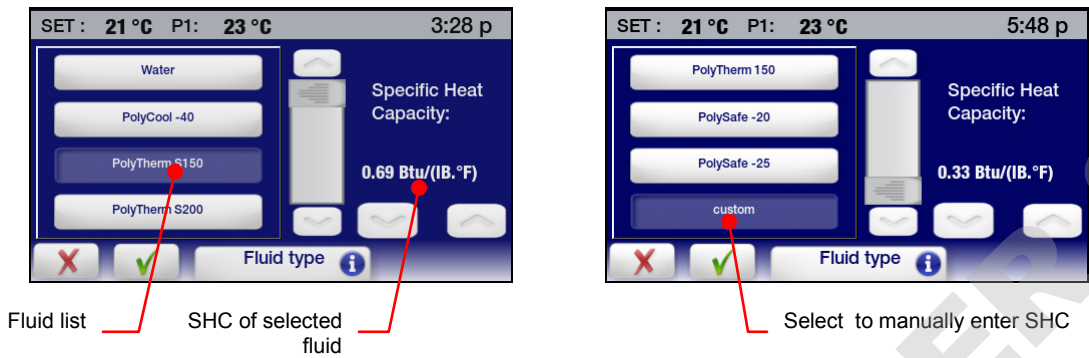 SET : 21 °C P1: 23 °C 3:28 p
Water
PolyCool -40
PolyTherm S150
PolyTherm S200
Specific Heat
Capacity:
0.69 Btu/(IB.°F)
Fluid type
Fluid list
SHC of selected
fluid
SET : 21 °C P1: 23 °C 5:48 p
PolyTherm 150
PolySafe -20
PolySafe -25
custom
Specific Heat
Capacity:
0.33 Btu/(IB.°F)
Fluid type
Select to manually enter SHC